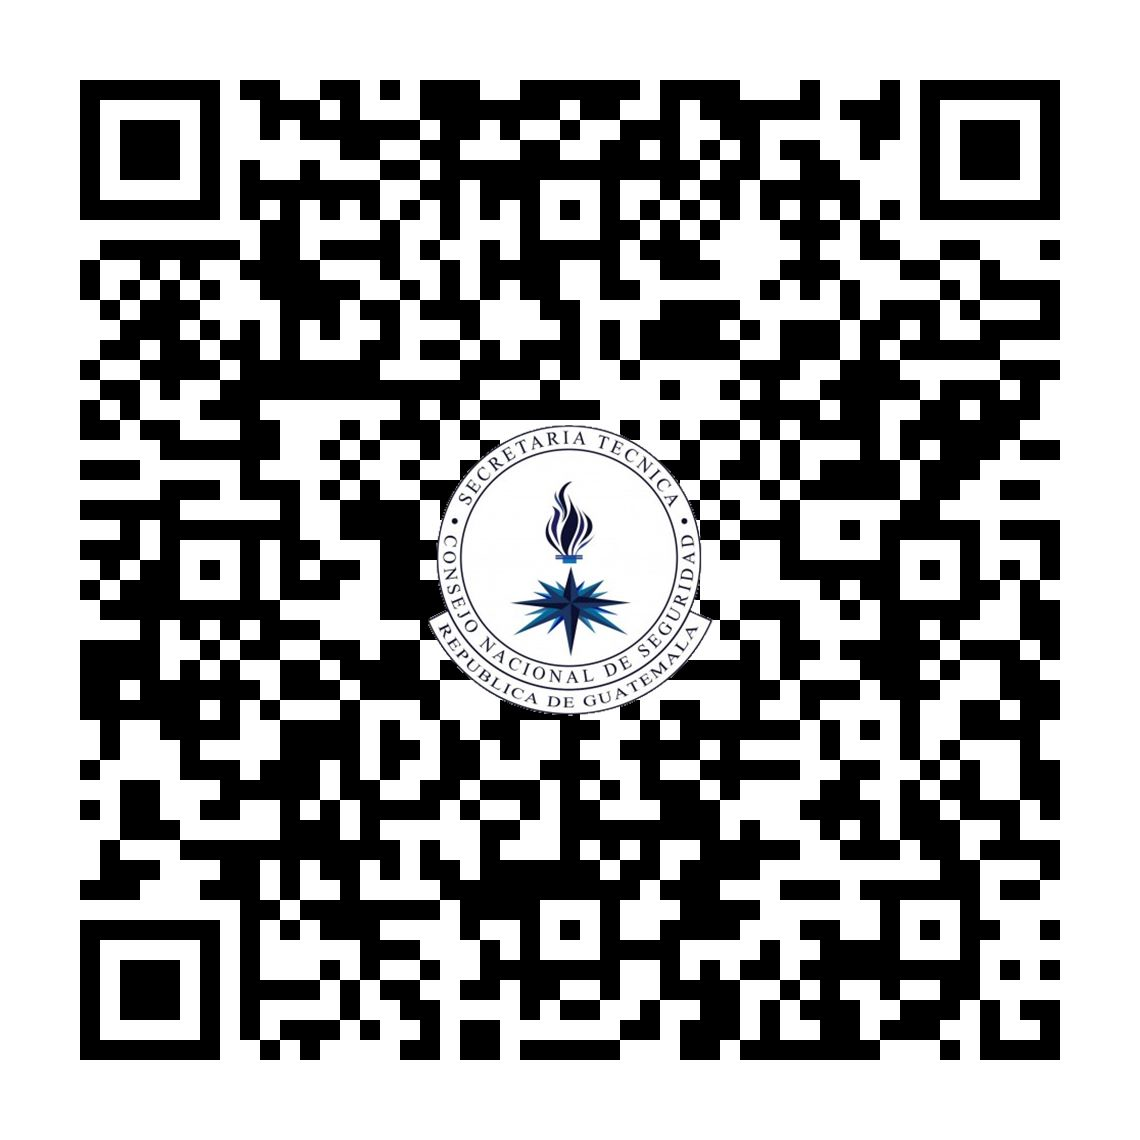 • SECRETARIA TECNICA •
CONSEJO NACIONAL DE SEGURIDAD
REPUBLICA DE GUATEMALA